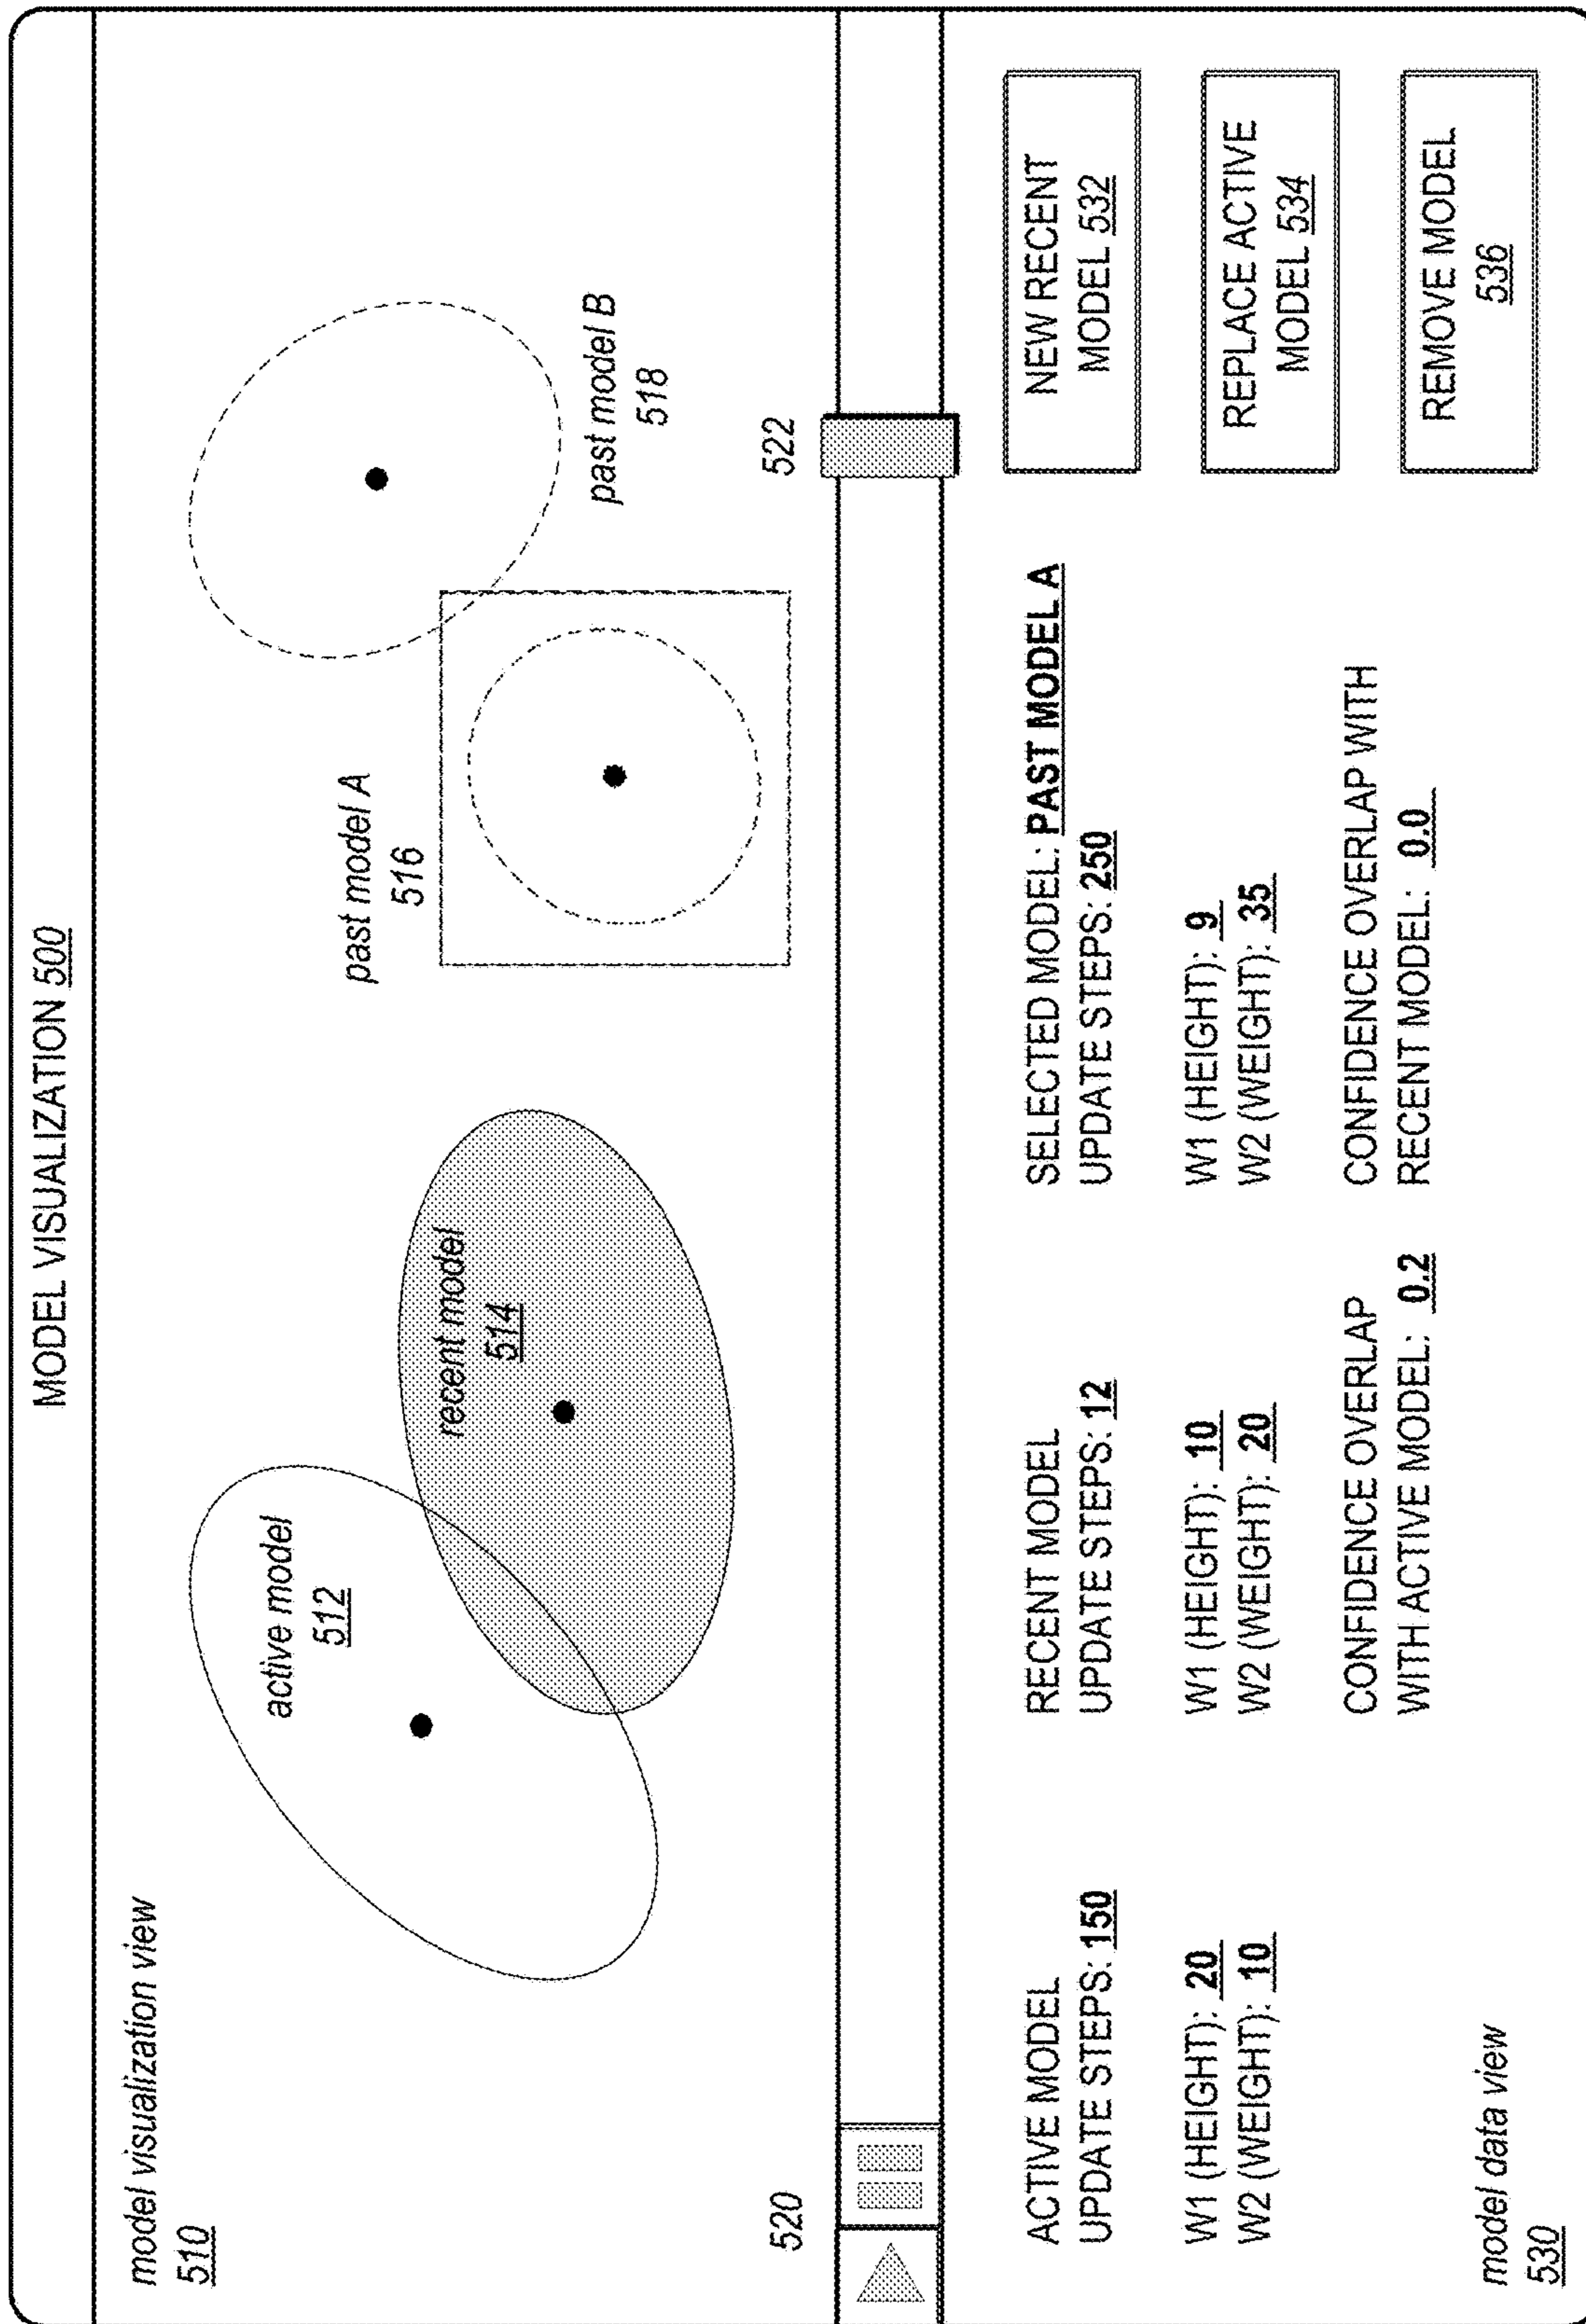 MODEL VISUALIZATION 500
model visualization view
510
active model
512
recent model
514
past model A
516
past model B
518
520
522
ACTIVE MODEL
UPDATE STEPS: 150
W1 (HEIGHT): 20
W2 (WEIGHT): 10
RECENT MODEL
UPDATE STEPS: 12
W1 (HEIGHT): 10
W2 (WEIGHT): 20
CONFIDENCE OVERLAP
WITH ACTIVE MODEL: 0.2
SELECTED MODEL: PAST MODEL A
UPDATE STEPS: 250
W1 (HEIGHT): 9
W2 (WEIGHT): 35
CONFIDENCE OVERLAP WITH
RECENT MODEL: 0.0
NEW RECENT
MODEL 532
REPLACE ACTIVE
MODEL 534
REMOVE MODEL
536
model data view
530